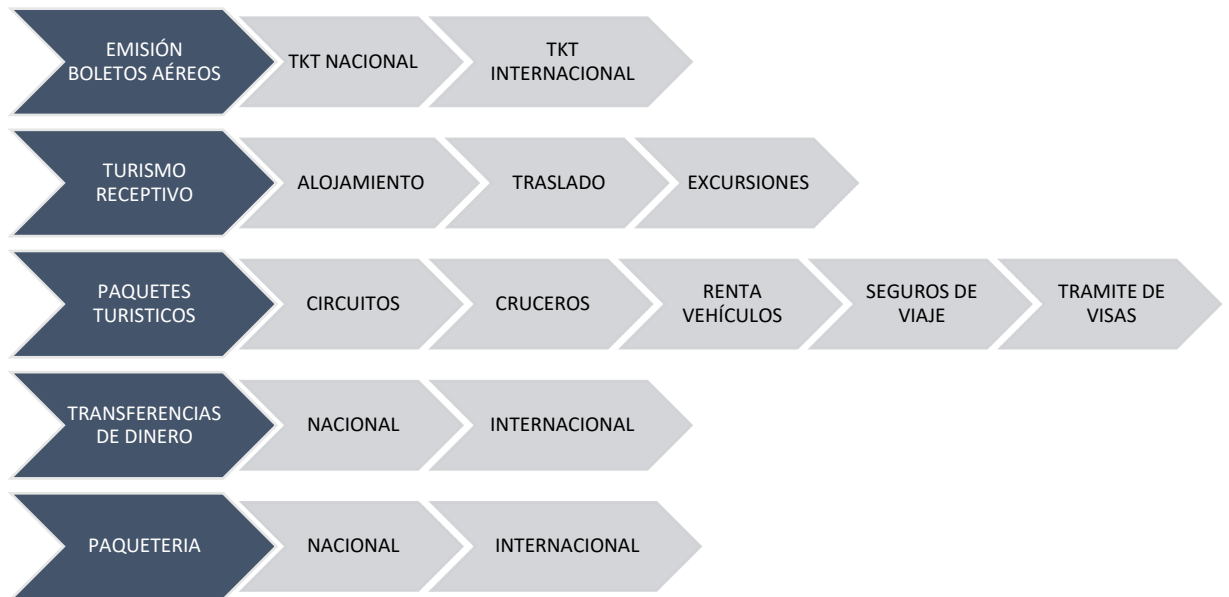 EMISIÓN
BOLETOS AÉREOS
TKT NACIONAL
TKT
INTERNACIONAL
TURISMO
RECEPTIVO
ALOJAMIENTO
TRASLADO
EXCURSIONES
PAQUETES
TURISTICOS
CIRCUITOS
CRUCEROS
RENTA
VEHÍCULOS
SEGUROS DE
VIAJE
TRAMITE DE
VISAS
TRANSFERENCIAS
DE DINERO
NACIONAL
INTERNACIONAL
PAQUETERIA
NACIONAL
INTERNACIONAL